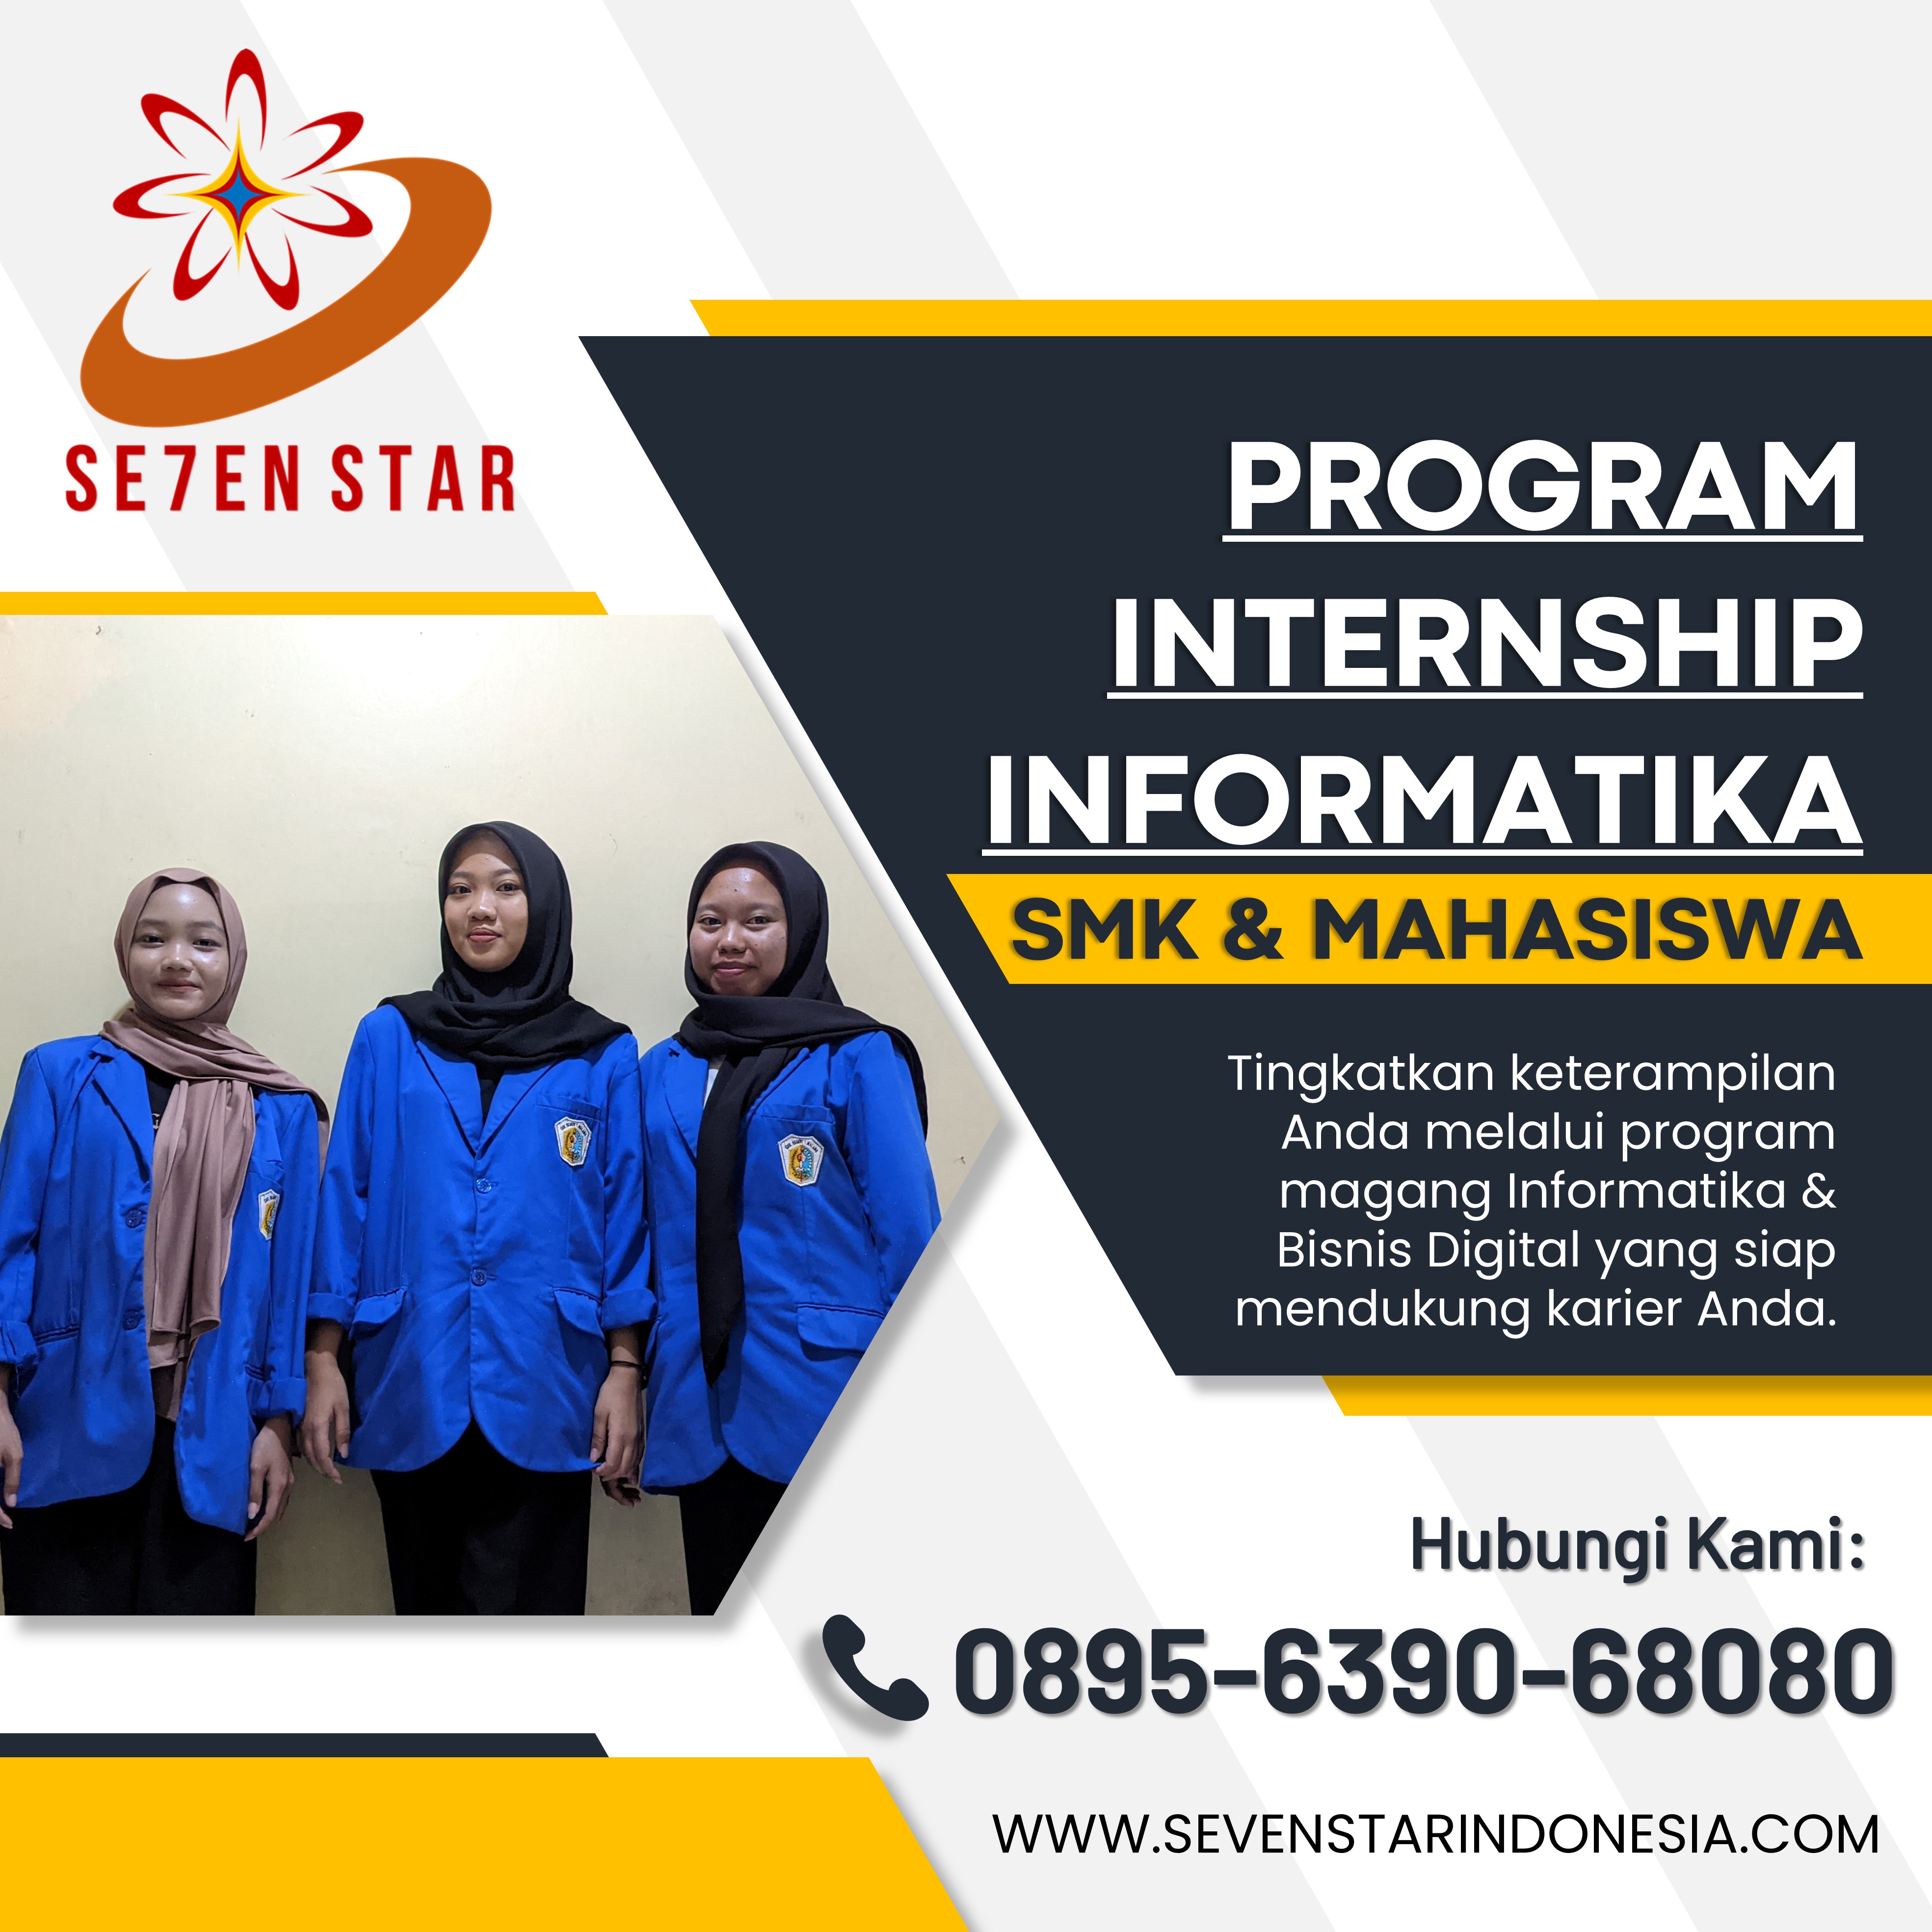 SE7EN STAR
PROGRAM
INTERNSHIP
INFORMATIKA
SMK & MAHASISWA
Tingkatkan keterampilan
Anda melalui program
magang Informatika &
Bisnis Digital yang siap
mendukung karier Anda.
Hubungi Kami:
0895-6390-68080
WWW.SEVENSTARINDONESIA.COM